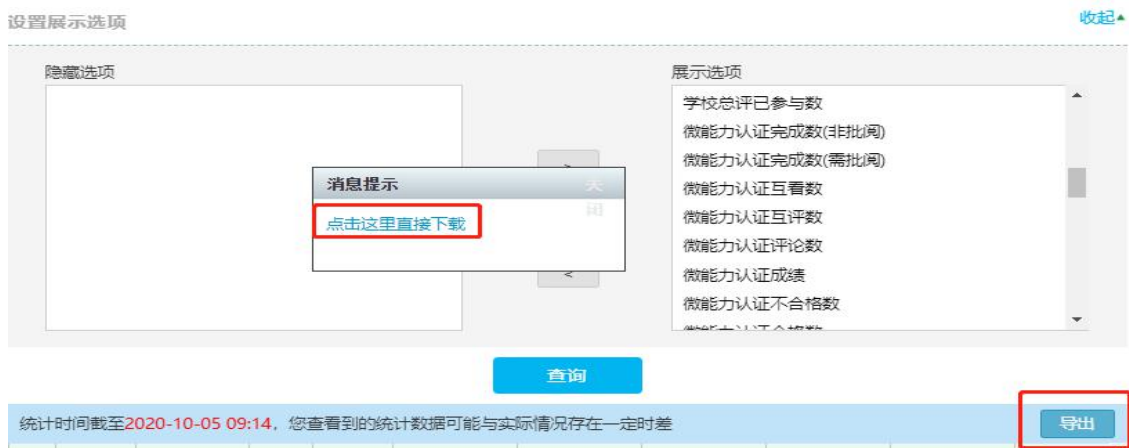 设置展示选项
收起▲
隐藏选项
展示选项
学校总评已参与数
微能力认证完成数(非批阅)
微能力认证完成数(需批阅)
微能力认证互看数
微能力认证互评数
微能力认证评论数
微能力认证成绩
微能力认证不合格数
消息提示
关闭
点击这里直接下载
<
查询
统计时间截至2020-10-05 09:14，您查看到的统计数据可能与实际情况存在一定时差
导出